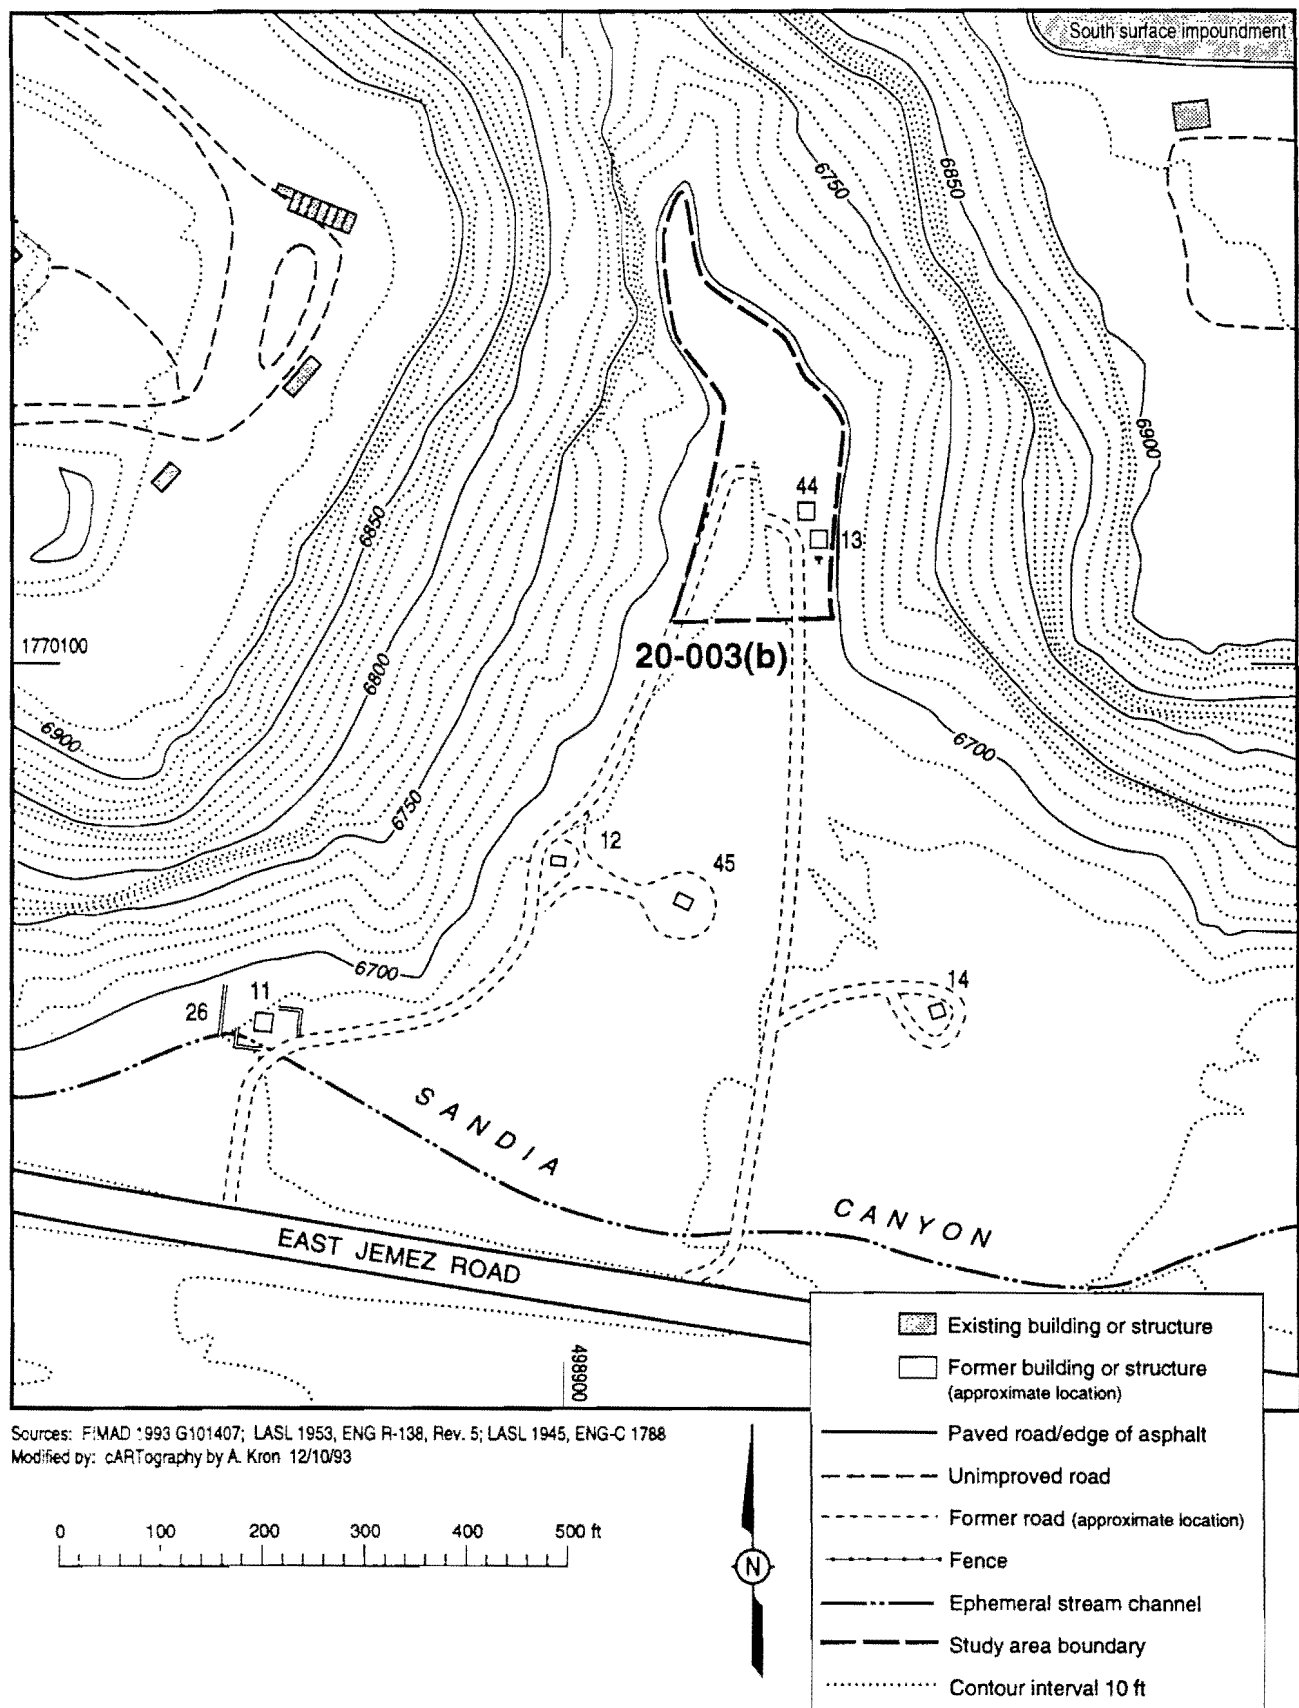 South surface impoundment
6750
6850
6900
44
13
6850
1770100
20-003(b)
6800
6900
6700
6750
12
45
6700
14
11
26
SANDIA
CANYON
EAST JEMEZ ROAD
498900
Existing building or structure
Former building or structure
(approximate location)
Paved road/edge of asphalt
Unimproved road
Former road (approximate location)
Fence
Ephemeral stream channel
Study area boundary
Contour interval 10 ft
Sources: FIMAD 1993 G101407; LASL 1953, ENG R-138, Rev. 5; LASL 1945, ENG-C 1788
Modified by: cARTography by A. Kron 12/10/93
0 100 200 300 400 500 ft
N